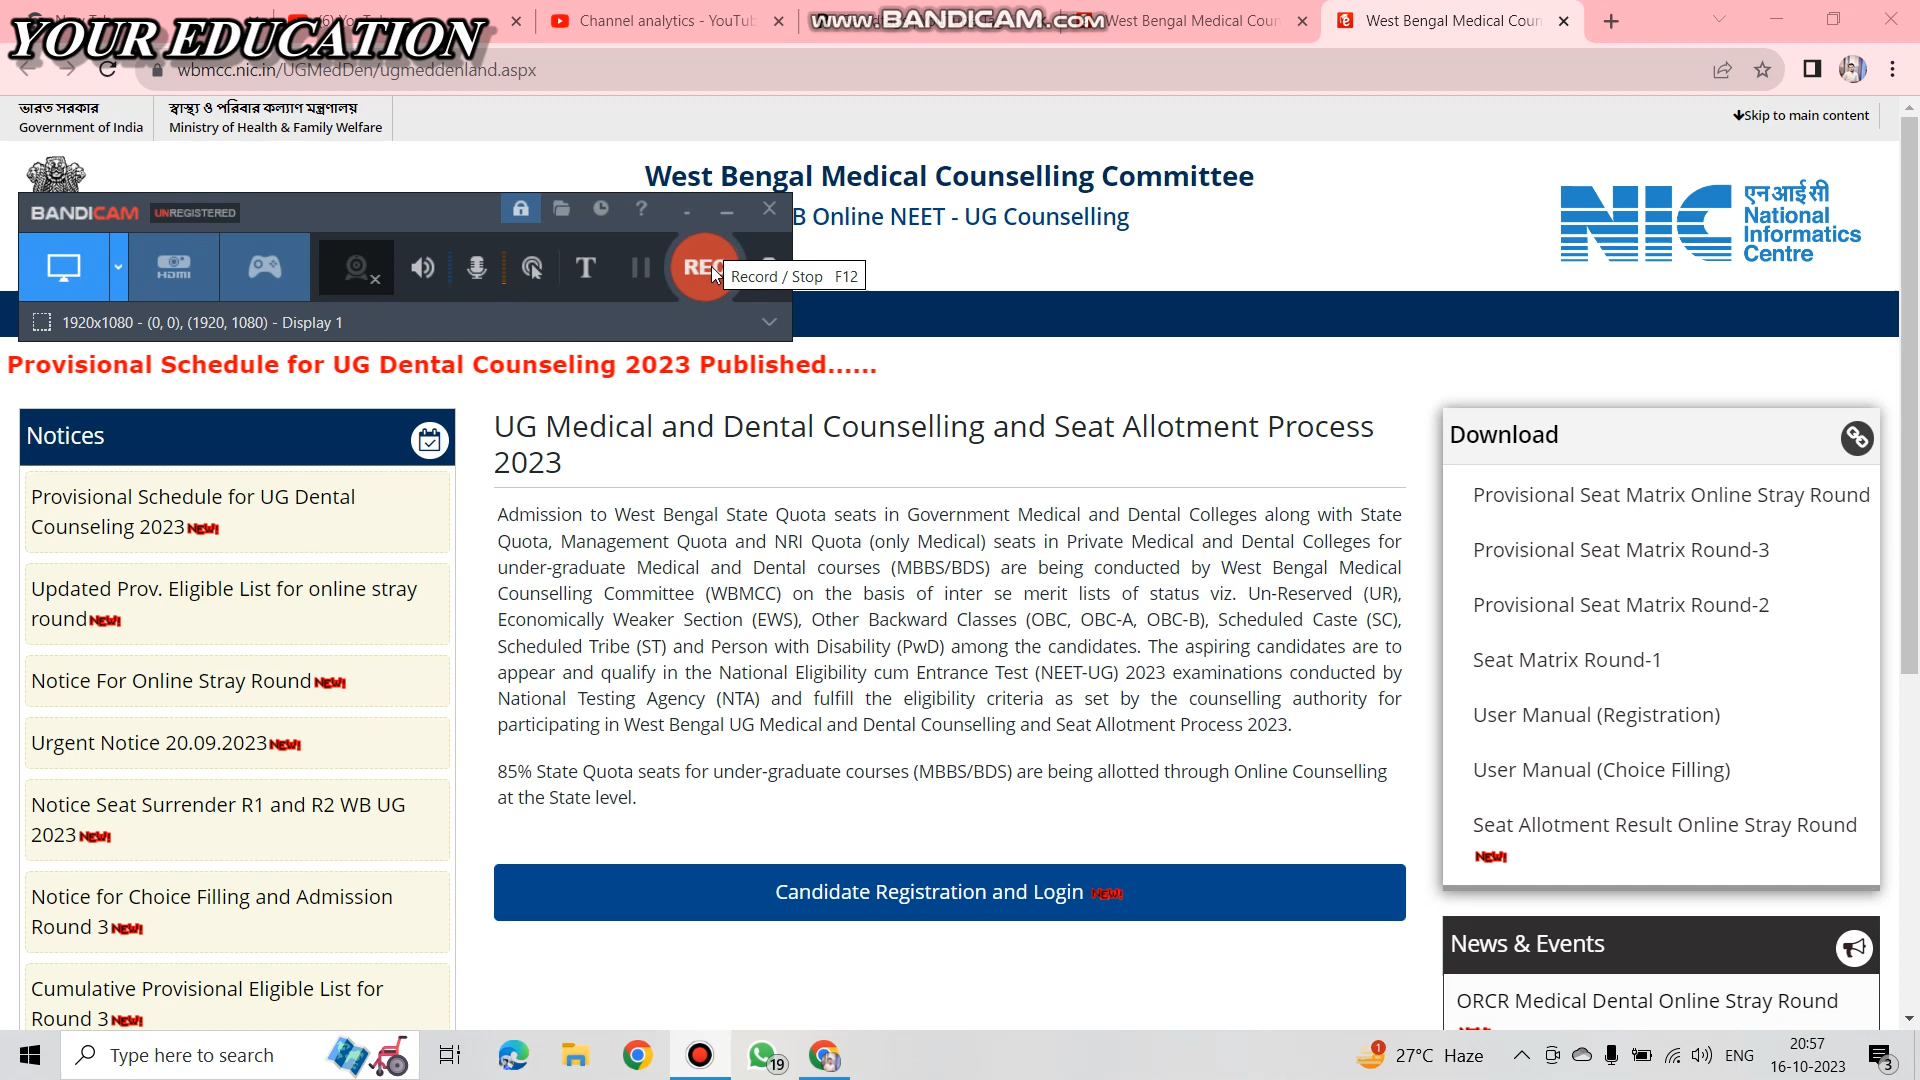 YOUR EDUCATION
(6) YouTube
Channel analytics - YouTub
www.BANDICAM.com
West Bengal Medical Coun
West Bengal Medical Coun
wbmcc.nic.in/UGMedDen/ugmeddenland.aspx
ভারত সরকার
Government of India
স্বাস্থ্য ও পরিবার কল্যাণ মন্ত্রণালয়
Ministry of Health & Family Welfare
Skip to main content
West Bengal Medical Counselling Committee
B Online NEET - UG Counselling
एन आई सी
NIC National
Informatics
Centre
BANDICAM UNREGISTERED
HDMI
T
REC
Record / Stop F12
1920x1080 - (0, 0), (1920, 1080) - Display 1
Provisional Schedule for UG Dental Counseling 2023 Published......
Notices
Provisional Schedule for UG Dental
Counseling 2023 NEW!
Updated Prov. Eligible List for online stray
round NEW!
Notice For Online Stray Round NEW!
Urgent Notice 20.09.2023 NEW!
Notice Seat Surrender R1 and R2 WB UG
2023 NEW!
Notice for Choice Filling and Admission
Round 3 NEW!
Cumulative Provisional Eligible List for
Round 3 NEW!
UG Medical and Dental Counselling and Seat Allotment Process
2023
Admission to West Bengal State Quota seats in Government Medical and Dental Colleges along with State
Quota, Management Quota and NRI Quota (only Medical) seats in Private Medical and Dental Colleges for
under-graduate Medical and Dental courses (MBBS/BDS) are being conducted by West Bengal Medical
Counselling Committee (WBMCC) on the basis of inter se merit lists of status viz. Un-Reserved (UR),
Economically Weaker Section (EWS), Other Backward Classes (OBC, OBC-A, OBC-B), Scheduled Caste (SC),
Scheduled Tribe (ST) and Person with Disability (PwD) among the candidates. The aspiring candidates are to
appear and qualify in the National Eligibility cum Entrance Test (NEET-UG) 2023 examinations conducted by
National Testing Agency (NTA) and fulfill the eligibility criteria as set by the counselling authority for
participating in West Bengal UG Medical and Dental Counselling and Seat Allotment Process 2023.
85% State Quota seats for under-graduate courses (MBBS/BDS) are being allotted through Online Counselling
at the State level.
Candidate Registration and Login NEW!
Download
Provisional Seat Matrix Online Stray Round
Provisional Seat Matrix Round-3
Provisional Seat Matrix Round-2
Seat Matrix Round-1
User Manual (Registration)
User Manual (Choice Filling)
Seat Allotment Result Online Stray Round
NEW!
News & Events
ORCR Medical Dental Online Stray Round
Type here to search
19
1
27°C Haze
ENG
20:57
16-10-2023
3